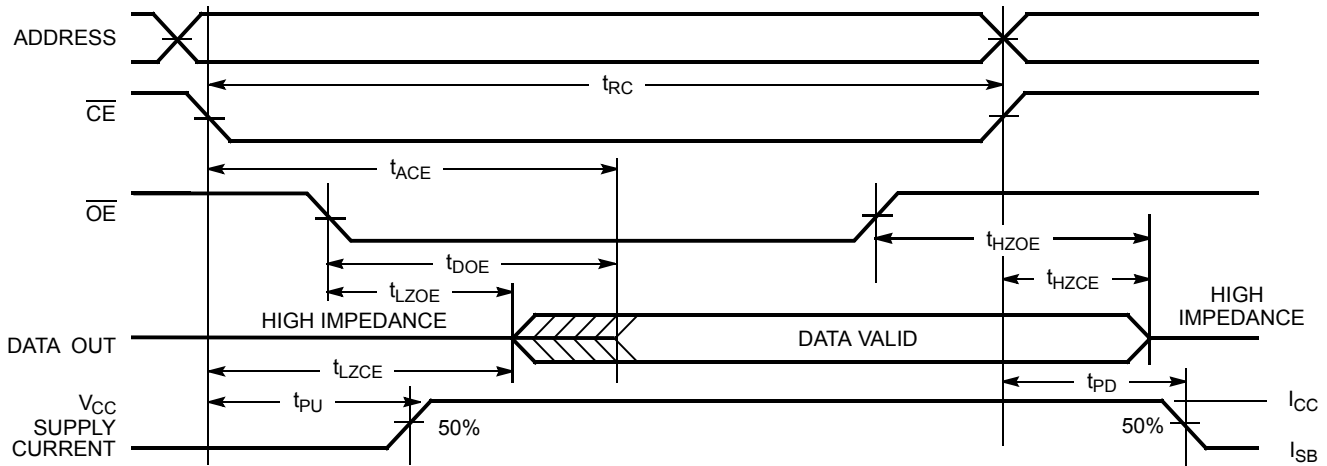 ADDRESS
tRC
CE
tACE
OE
tHZOE
tDOE
tHZCE
tLZOE
HIGH IMPEDANCE
HIGH
IMPEDANCE
DATA OUT
DATA VALID
tLZCE
tPD
VCC
SUPPLY
CURRENT
tPU
50%
50%
ICC
ISB